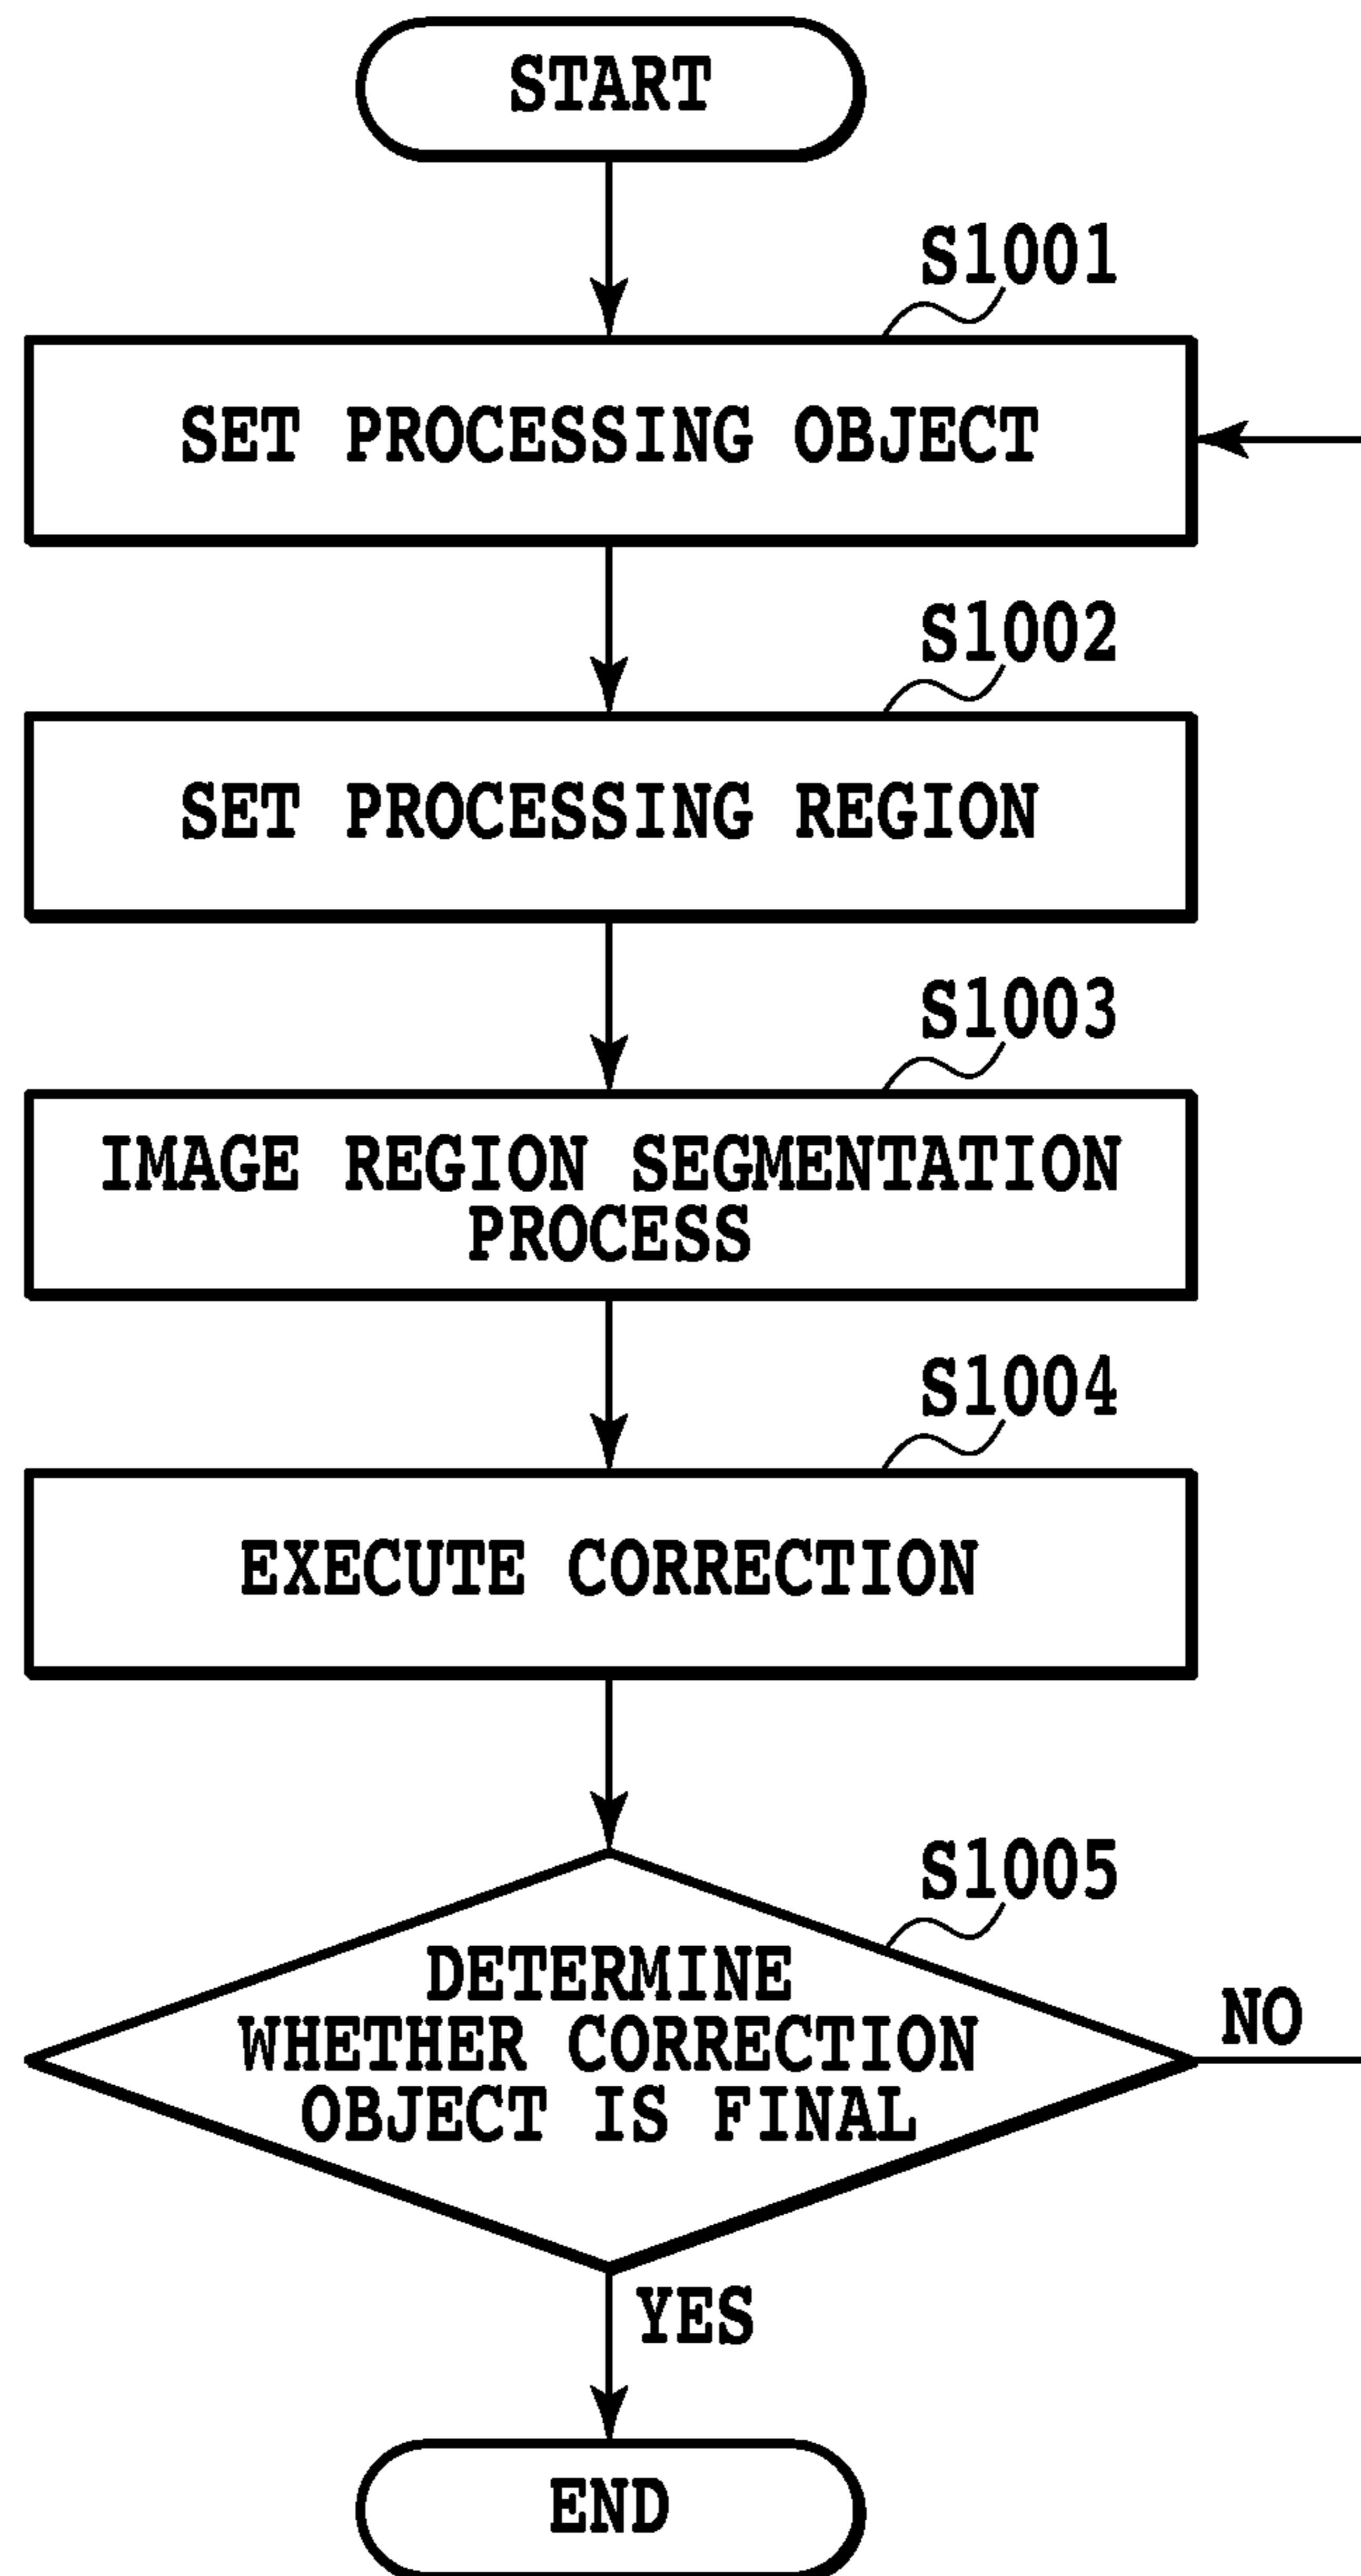 START
S1001
SET PROCESSING OBJECT
S1002
SET PROCESSING REGION
S1003
IMAGE REGION SEGMENTATION
PROCESS
S1004
EXECUTE CORRECTION
S1005
DETERMINE
WHETHER CORRECTION
OBJECT IS FINAL
NO
YES
END